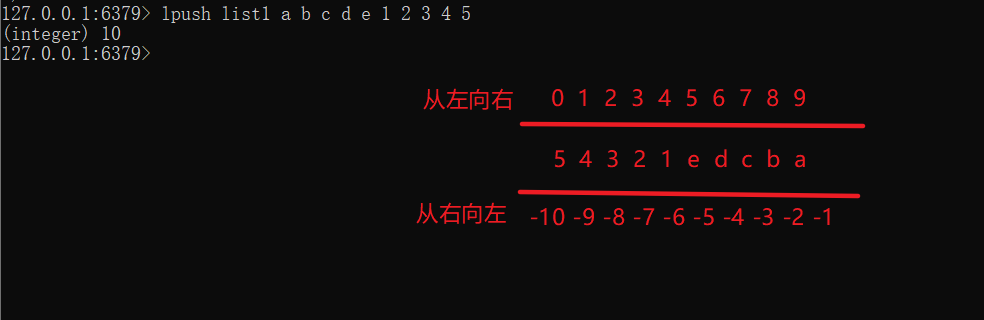 127.0.0.1:6379> lpush list1 a b c d e 1 2 3 4 5
(integer) 10
127.0.0.1:6379>
从左向右 0 1 2 3 4 5 6 7 8 9
5 4 3 2 1 e d c b a
从右向左 -10 -9 -8 -7 -6 -5 -4 -3 -2 -1